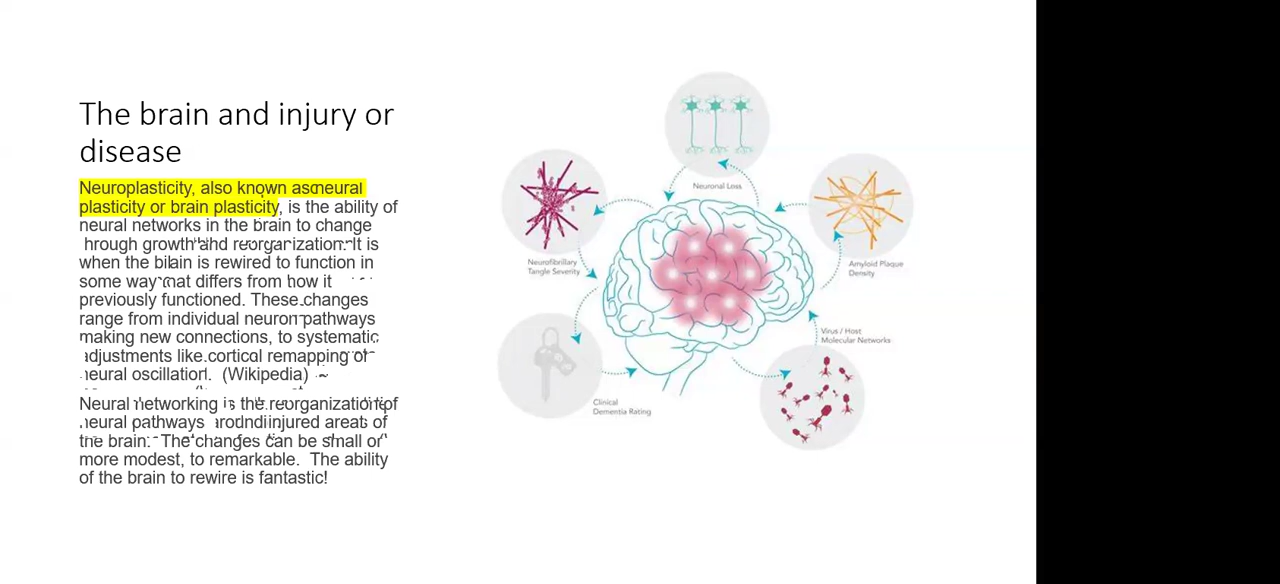 The brain and injury or
disease
Neuroplasticity, also known as neural
plasticity or brain plasticity, is the ability of
neural networks in the brain to change
through growth and reorganization. It is
when the brain is rewired to function in
some way that differs from how it
previously functioned. These changes
range from individual neuron pathways
making new connections, to systematic
adjustments like cortical remapping or
neural oscillation. (Wikipedia)
Neural networking is the reorganization of
neural pathways around injured areas of
the brain. The changes can be small or
more modest, to remarkable. The ability
of the brain to rewire is fantastic!
Neuronal Loss
Neurofibrillary
Tangle Severity
Amyloid Plaque
Density
Virus / Host
Molecular Networks
Clinical
Dementia Rating